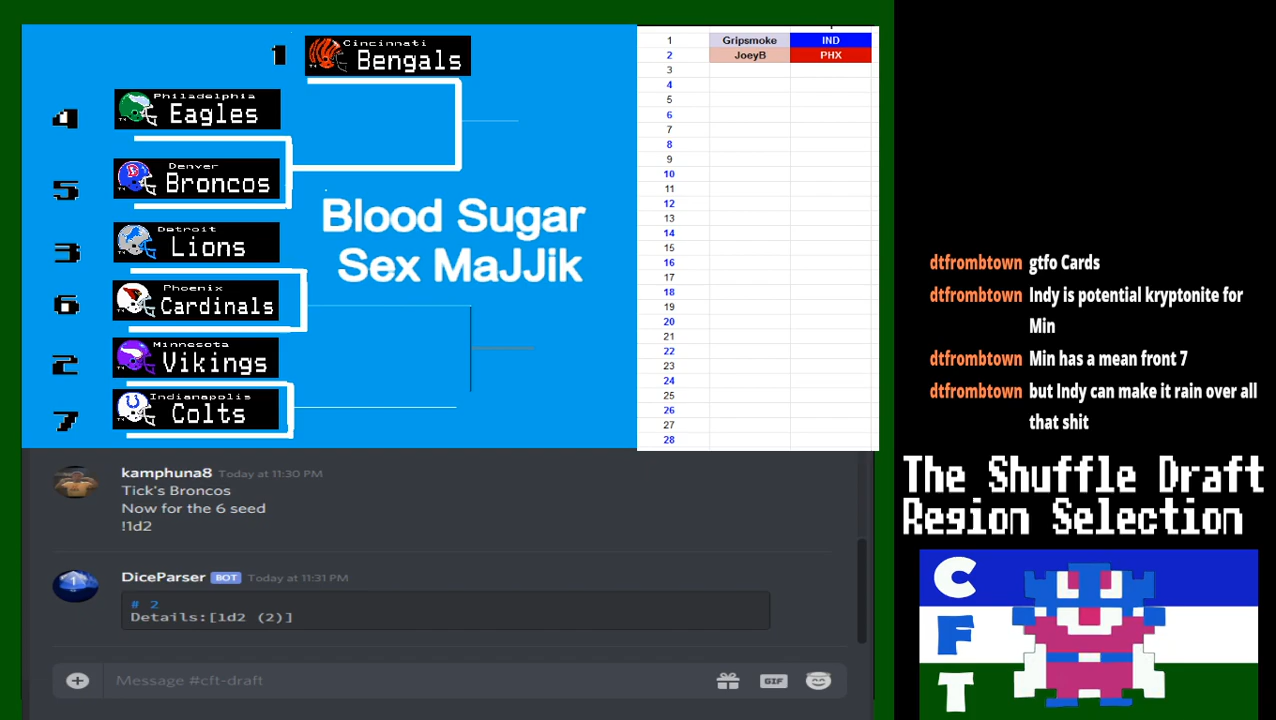 1
Cincinnati
Bengals
4
Philadelphia
Eagles
5
Denver
Broncos
3
Detroit
Lions
6
Phoenix
Cardinals
2
Minnesota
Vikings
7
Indianapolis
Colts
Blood Sugar
Sex MaJJik
1 Gripsmoke IND
2 JoeyB PHX
3
4
5
6
7
8
9
10
11
12
13
14
15
16
17
18
19
20
21
22
23
24
25
26
27
28
kamphuna8 Today at 11:30 PM
Tick's Broncos
Now for the 6 seed
!1d2
DiceParser BOT Today at 11:31 PM
# 2
Details:[1d2 (2)]
Message #cft-draft
GIF
dtfrombtown gtfo Cards
dtfrombtown Indy is potential kryptonite for
Min
dtfrombtown Min has a mean front 7
dtfrombtown but Indy can make it rain over all
that shit
The Shuffle Draft
Region Selection
C
F
T